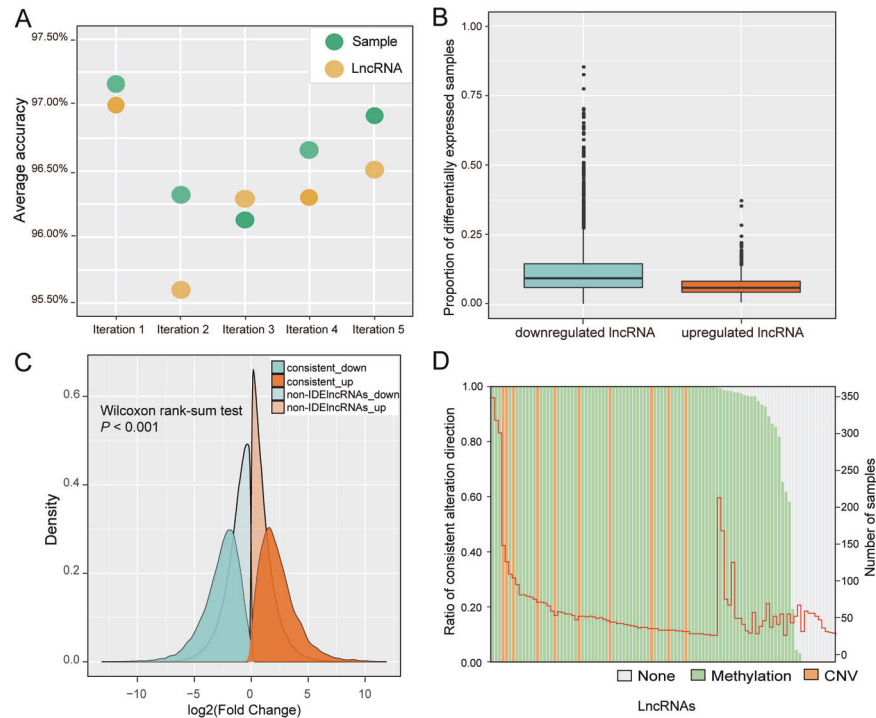 A
97.50%
97.00%
96.50%
96.00%
95.50%
Average accuracy
Sample
LncRNA
Iteration 1 Iteration 2 Iteration 3 Iteration 4 Iteration 5
B
1.00
0.75
0.50
0.25
0.00
Proportion of differentially expressed samples
downregulated lncRNA upregulated lncRNA
C
0.6
0.4
0.2
0.0
Density
Wilcoxon rank-sum test
P < 0.001
consistent_down
consistent_up
non-IDElncRNAs_down
non-IDElncRNAs_up
−10 −5 0 5 10
log2(Fold Change)
D
1.00
0.80
0.60
0.40
0.20
0.00
Ratio of consistent alteration direction
350
300
250
200
150
100
50
0
Number of samples
None Methylation CNV
LncRNAs